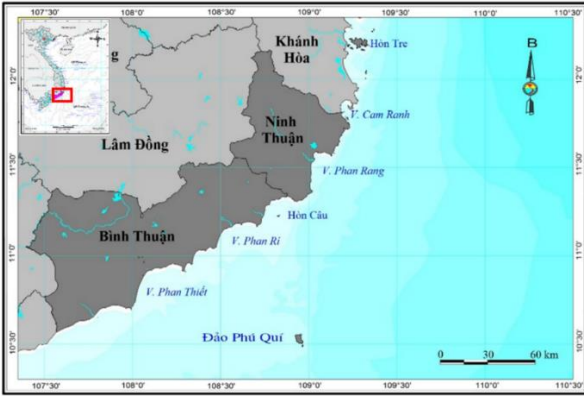 107°30'
108°0'
108°30'
109°0'
109°30'
110°0'
110°30'
g
Khánh
Hòa
Hòn Tre
B
12°0'
12°0'
V. Cam Ranh
Ninh
Thuận
Lâm Đồng
11°30'
11°30'
V. Phan Rang
Hòn Câu
Bình Thuận
V. Phan Rí
11°0'
11°0'
V. Phan Thiết
Đảo Phú Quí
10°30'
10°30'
0 30 60 km
107°30'
108°0'
108°30'
109°0'
109°30'
110°0'
110°30'